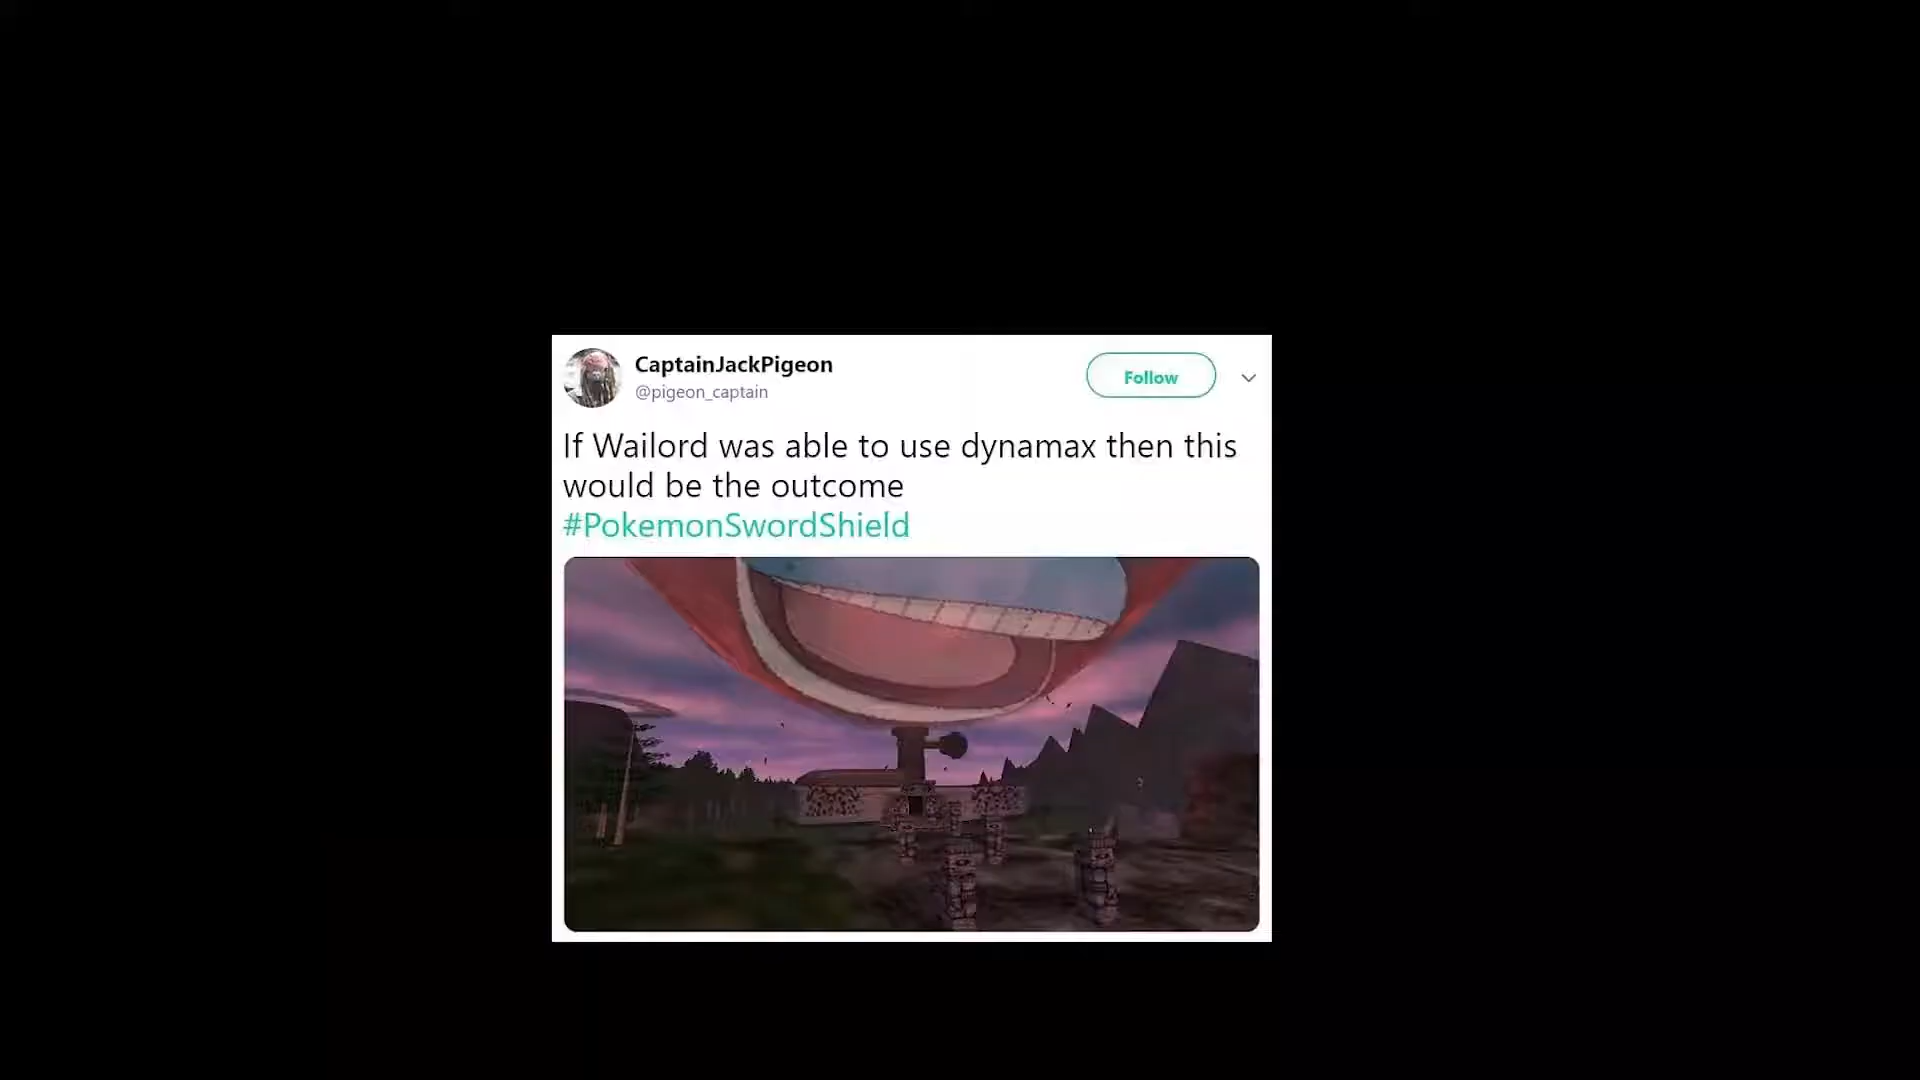 CaptainJackPigeon
@pigeon_captain
Follow
If Wailord was able to use dynamax then this
would be the outcome
#PokemonSwordShield